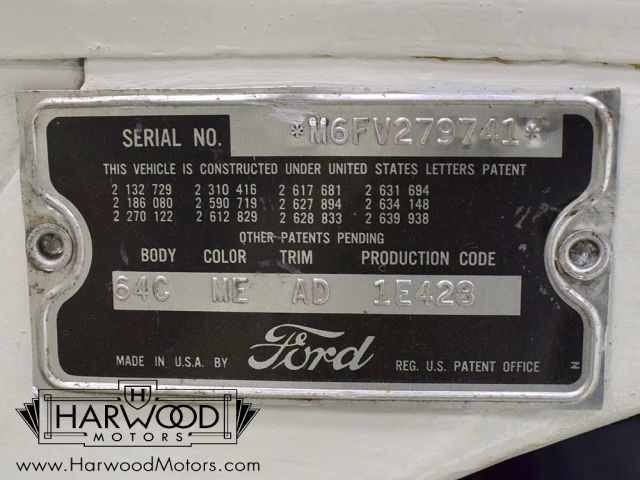 SERIAL NO. *M6FV279741*
THIS VEHICLE IS CONSTRUCTED UNDER UNITED STATES LETTERS PATENT
2 132 729 2 310 416 2 617 681 2 631 694
2 186 080 2 590 719 2 627 894 2 634 148
2 270 122 2 612 829 2 628 833 2 639 938
OTHER PATENTS PENDING
BODY COLOR TRIM PRODUCTION CODE
64C ME AD 1E428
MADE IN U.S.A. BY Ford REG. U.S. PATENT OFFICE N
H
HARWOOD
MOTORS
www.HarwoodMotors.com